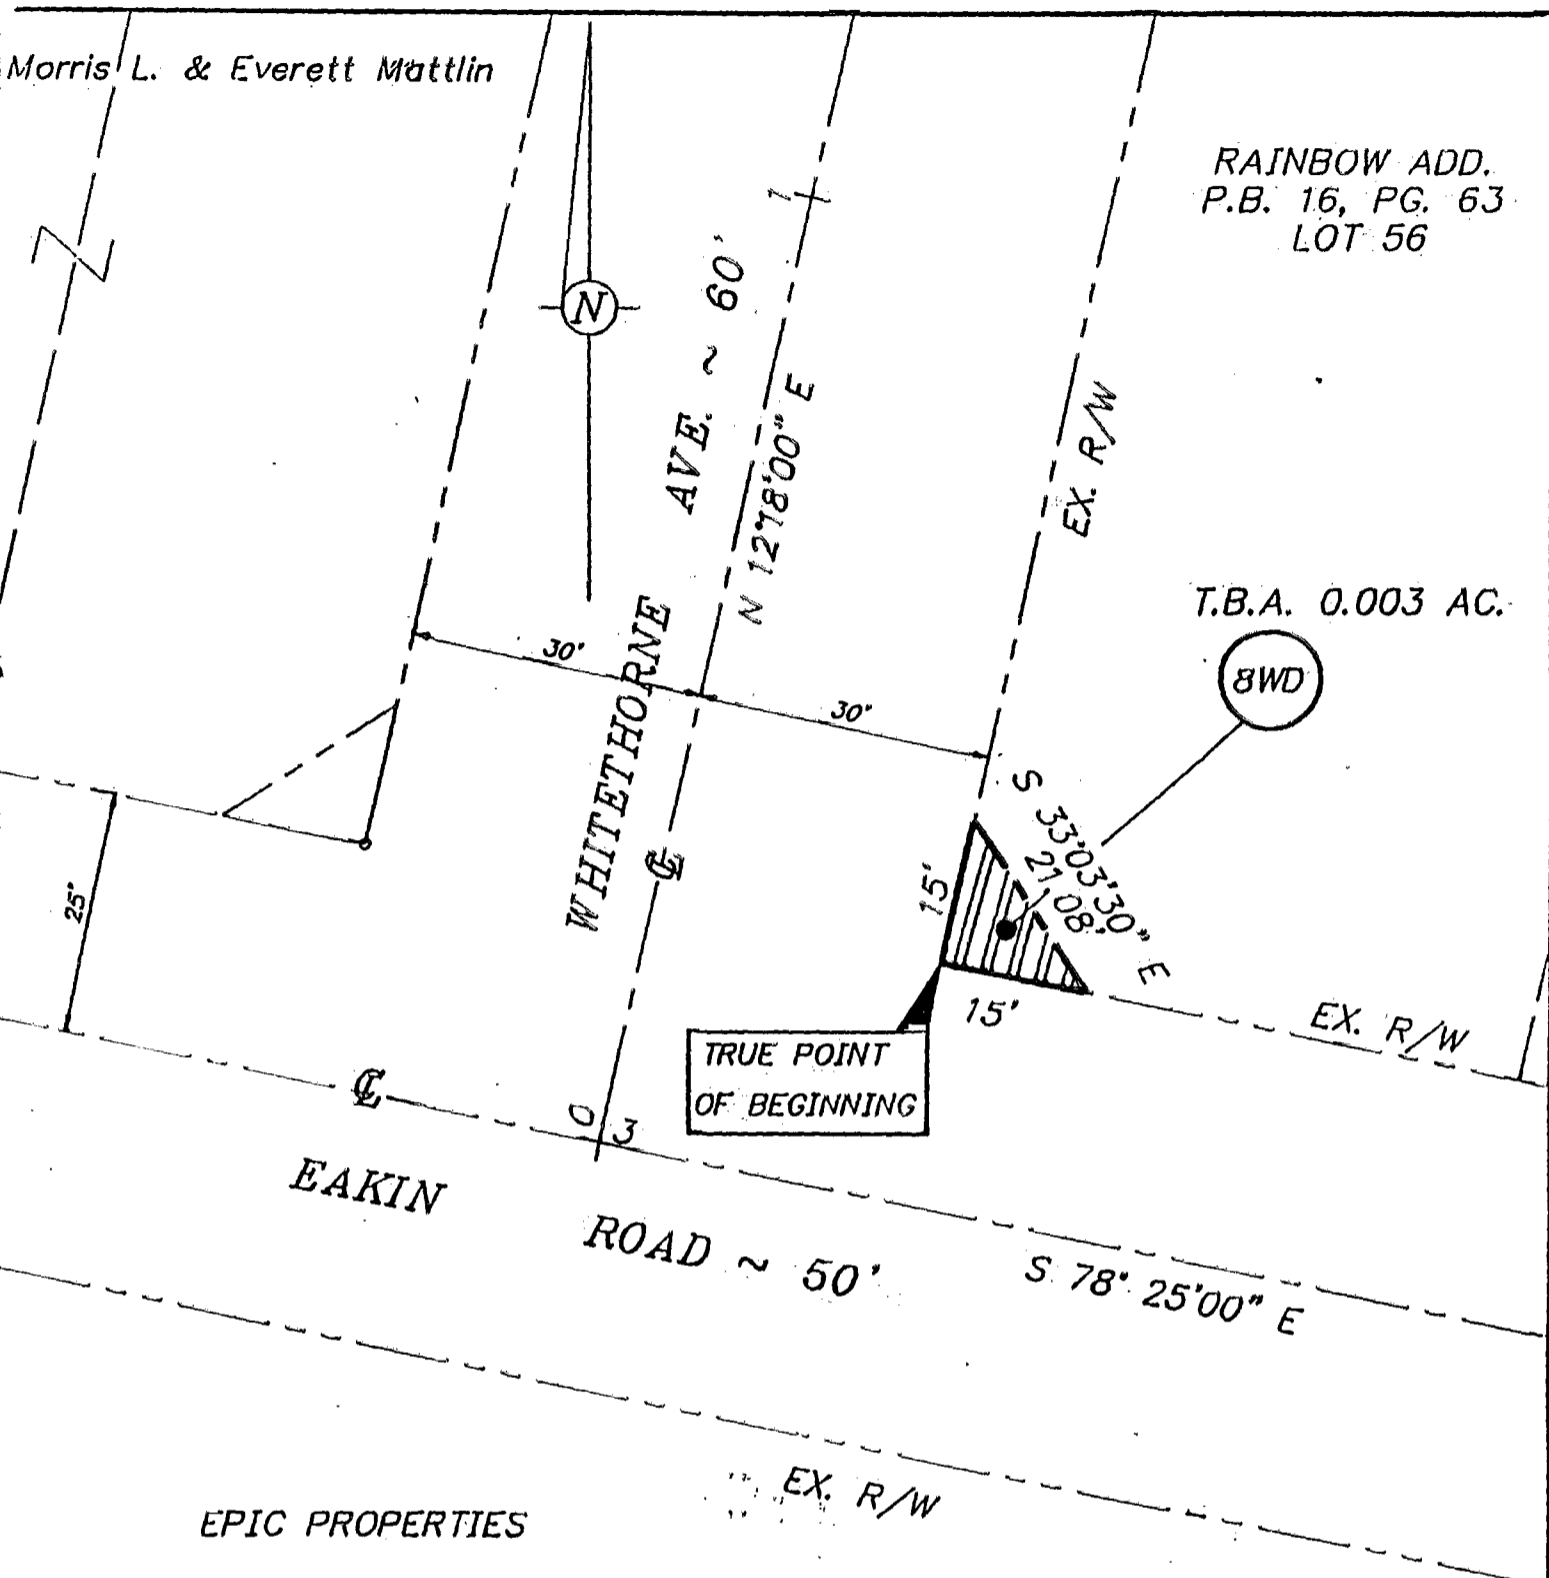 Morris L. & Everett Mattlin
RAINBOW ADD.
P.B. 16, PG. 63
LOT 56
1
N
WHITETHORNE AVE. ~ 60'
N 12°18'00" E
EX. R/W
T.B.A. 0.003 AC.
8WD
30'
30'
S 33°03'30" E
21.08'
15'
15'
25'
℄
TRUE POINT
OF BEGINNING
EX. R/W
℄
0
3
EAKIN ROAD ~ 50'
S 78° 25'00" E
EX. R/W
EPIC PROPERTIES